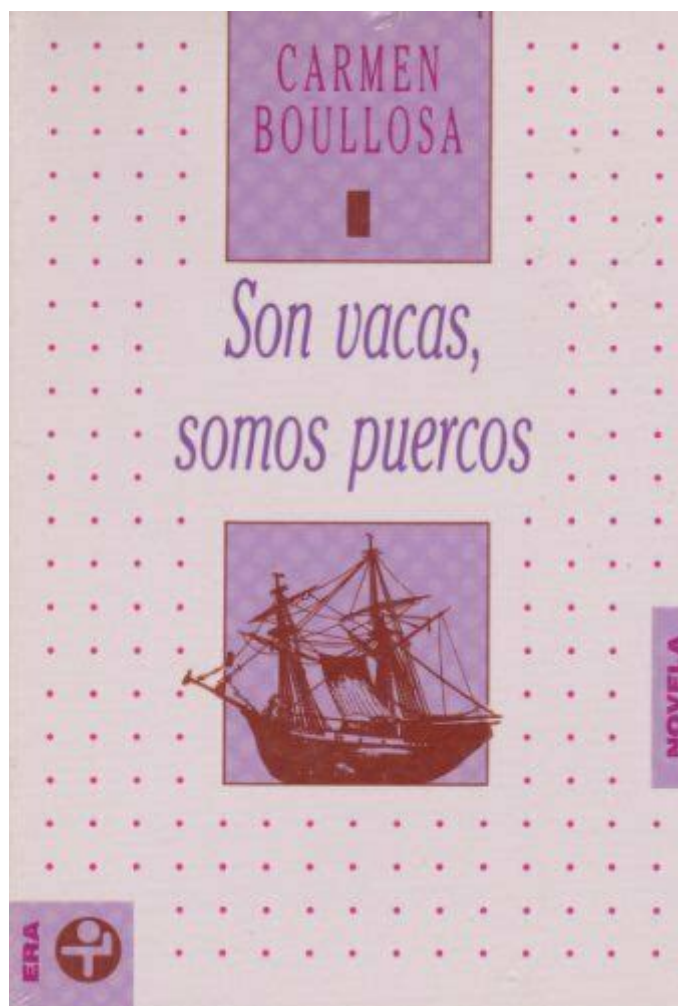 CARMEN
BOULLOSA
Son vacas,
somos puercos
NOVELA
ERA